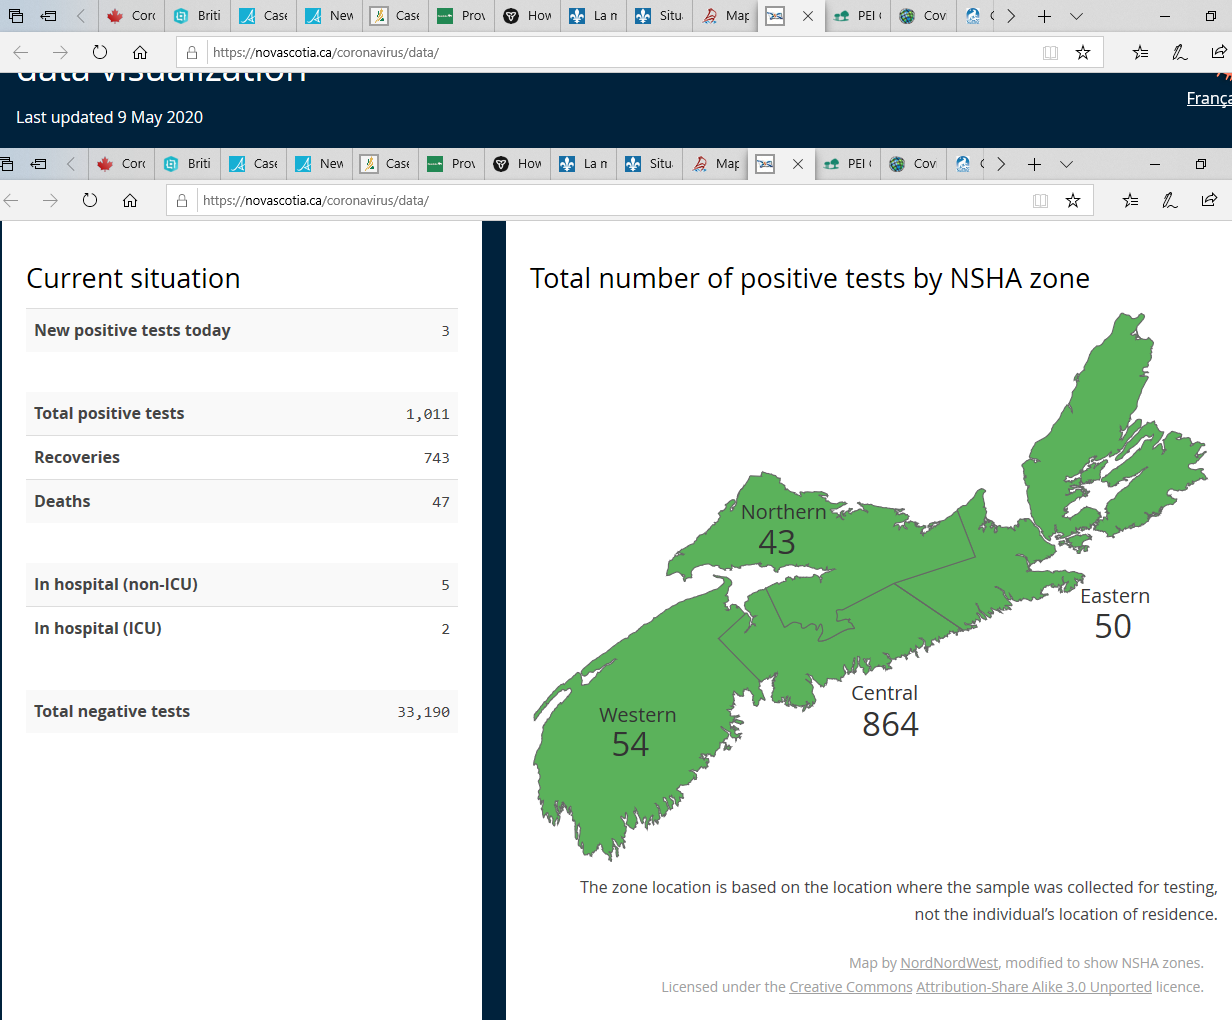 Corc
Briti
Case
New
Case
Prov
How
La m
Situ
Map
PEI
Cov
https://novascotia.ca/coronavirus/data/
data visualization
Last updated 9 May 2020
França
Corc
Briti
Case
New
Case
Prov
How
La m
Situ
Map
PEI
Cov
https://novascotia.ca/coronavirus/data/
Current situation
New positive tests today 3
Total positive tests 1,011
Recoveries 743
Deaths 47
In hospital (non-ICU) 5
In hospital (ICU) 2
Total negative tests 33,190
Total number of positive tests by NSHA zone
Northern
43
Eastern
50
Central
864
Western
54
The zone location is based on the location where the sample was collected for testing,
not the individual’s location of residence.
Map by NordNordWest, modified to show NSHA zones.
Licensed under the Creative Commons Attribution-Share Alike 3.0 Unported licence.